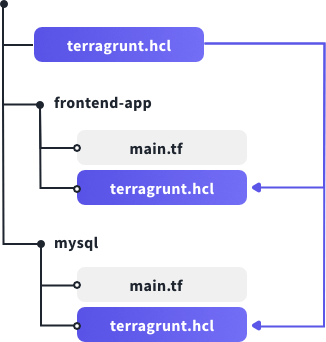 terragrunt.hcl
frontend-app
main.tf
terragrunt.hcl
mysql
main.tf
terragrunt.hcl